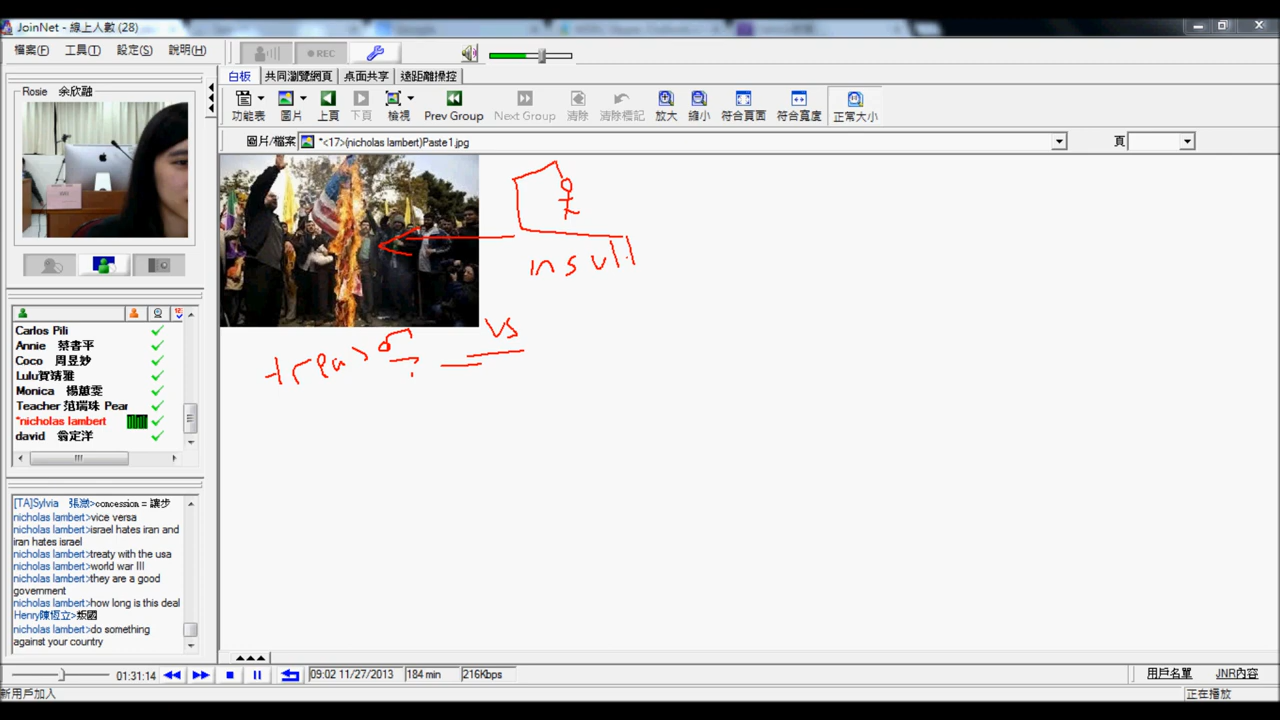 JoinNet - 線上人數 (28)
檔案(F) 工具(T) 設定(S) 說明(H)
REC
Rosie 余欣融
白板 共同瀏覽網頁 桌面共享 遠距離操控
功能表 圖片 上頁 下頁 檢視 Prev Group Next Group 清除 清除標記 放大 縮小 符合頁面 符合寬度 正常大小
圖片/檔案 *<17>(nicholas lambert)Paste1.jpg 頁
insult
vs
Carlos Pili
Annie 蔡書平
Coco 周昱妙
Lulu賀婧雅
Monica 楊蕙雯
Teacher 范瑞珠 Pear
*nicholas lambert
david 翁定洋
[TA]Sylvia 張澂>concession = 讓步
nicholas lambert>vice versa
nicholas lambert>israel hates iran and
iran hates israel
nicholas lambert>treaty with the usa
nicholas lambert>world war III
nicholas lambert>they are a good
government
nicholas lambert>how long is this deal
Henry陳恆立>叛國
nicholas lambert>do something
against your country
01:31:14 09:02 11/27/2013 184 min 216Kbps 用戶名單 JNR內容
新用戶加入 正在播放